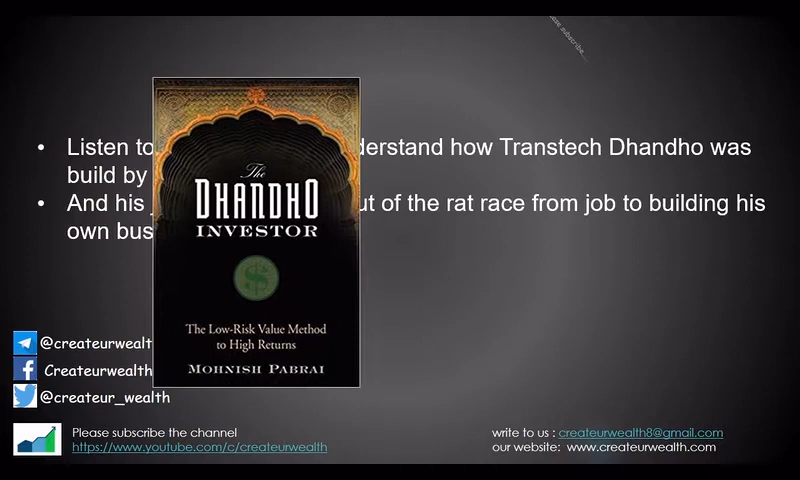 • Listen to derstand how Transtech Dhandho was
build by
• And his ut of the rat race from job to building his
own bus
The
DHANDHO
INVESTOR
$
The Low-Risk Value Method
to High Returns
MOHNISH PABRAI
@createurwealt
Createurwealth
@createur_wealth
Please subscribe the channel
https://www.youtube.com/c/createurwealth
write to us : createurwealth8@gmail.com
our website: www.createurwealth.com
subscribe...